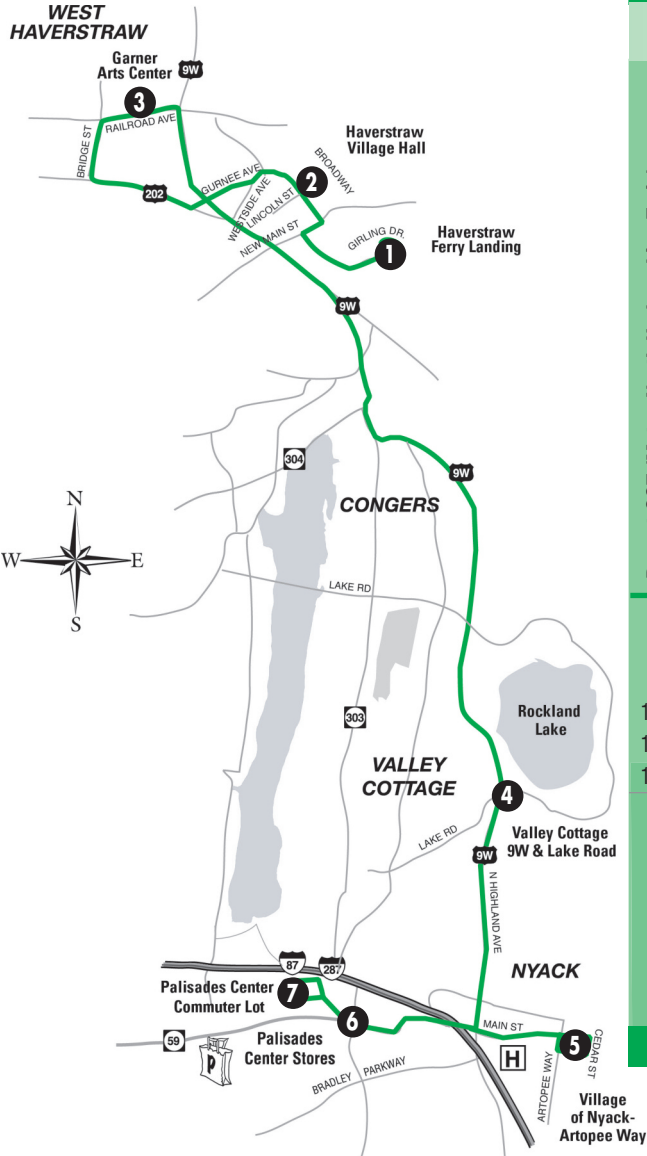 WEST
HAVERSTRAW
Garner
Arts Center
9W
3
RAILROAD AVE
BRIDGE ST
202
GURNEE AVE
WESTSIDE AVE
LINCOLN ST
NEW MAIN ST
2
BROADWAY
Haverstraw
Village Hall
GIRLING DR.
1
Haverstraw
Ferry Landing
9W
304
9W
CONGERS
N
W
E
S
LAKE RD
303
Rockland
Lake
VALLEY
COTTAGE
4
LAKE RD
Valley Cottage
9W & Lake Road
9W
N HIGHLAND AVE
NYACK
87
287
Palisades Center
Commuter Lot
7
6
59
P
Palisades
Center Stores
MAIN ST
H
5
CEDAR ST
ARTOPEE WAY
BRADLEY PARKWAY
Village
of Nyack-
Artopee Way
1
1
1